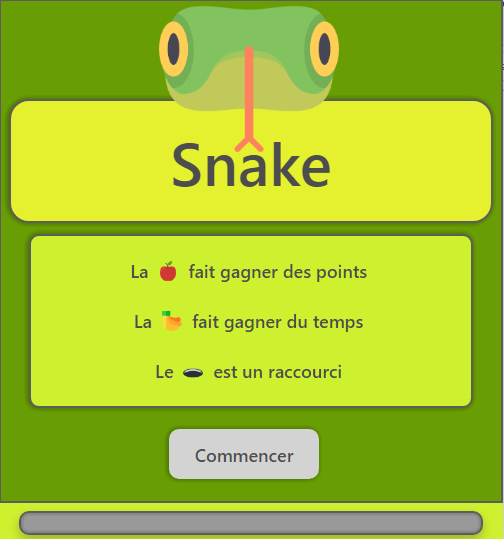 Snake
La 🍎 fait gagner des points
La 🥭 fait gagner du temps
Le 🕳️ est un raccourci
Commencer